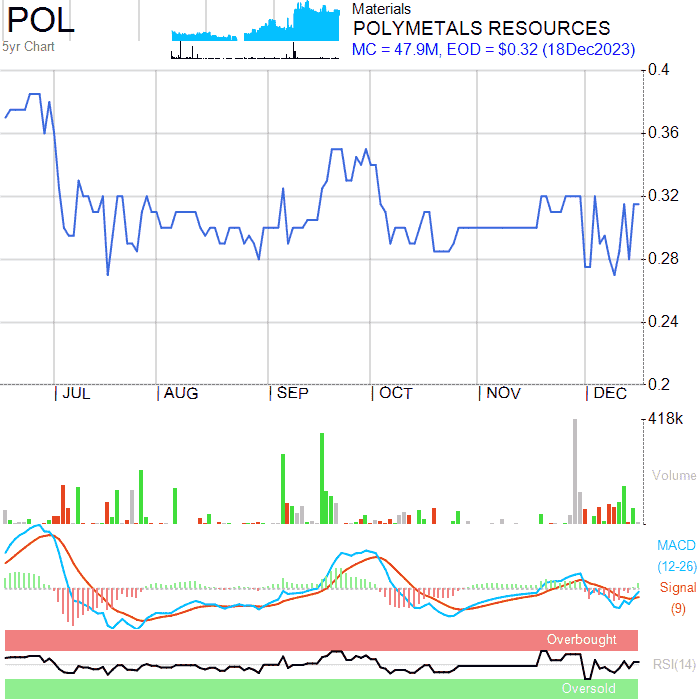 POL
5yr Chart
Materials
POLYMETALS RESOURCES
MC = 47.9M, EOD = $0.32 (18Dec2023)
0.4
0.36
0.32
0.28
0.24
0.2
JUL AUG SEP OCT NOV DEC
418k
Volume
MACD
(12-26)
Signal
(9)
Overbought
RSI(14)
Oversold